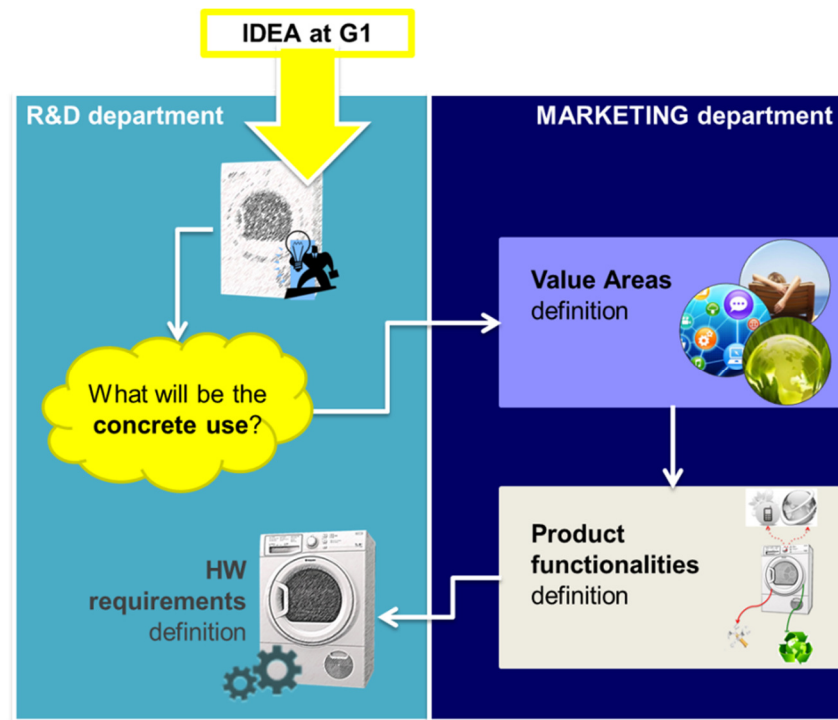 IDEA at G1
R&D department
MARKETING department
Value Areas
definition
What will be the
concrete use?
Product
functionalities
definition
HW
requirements
definition